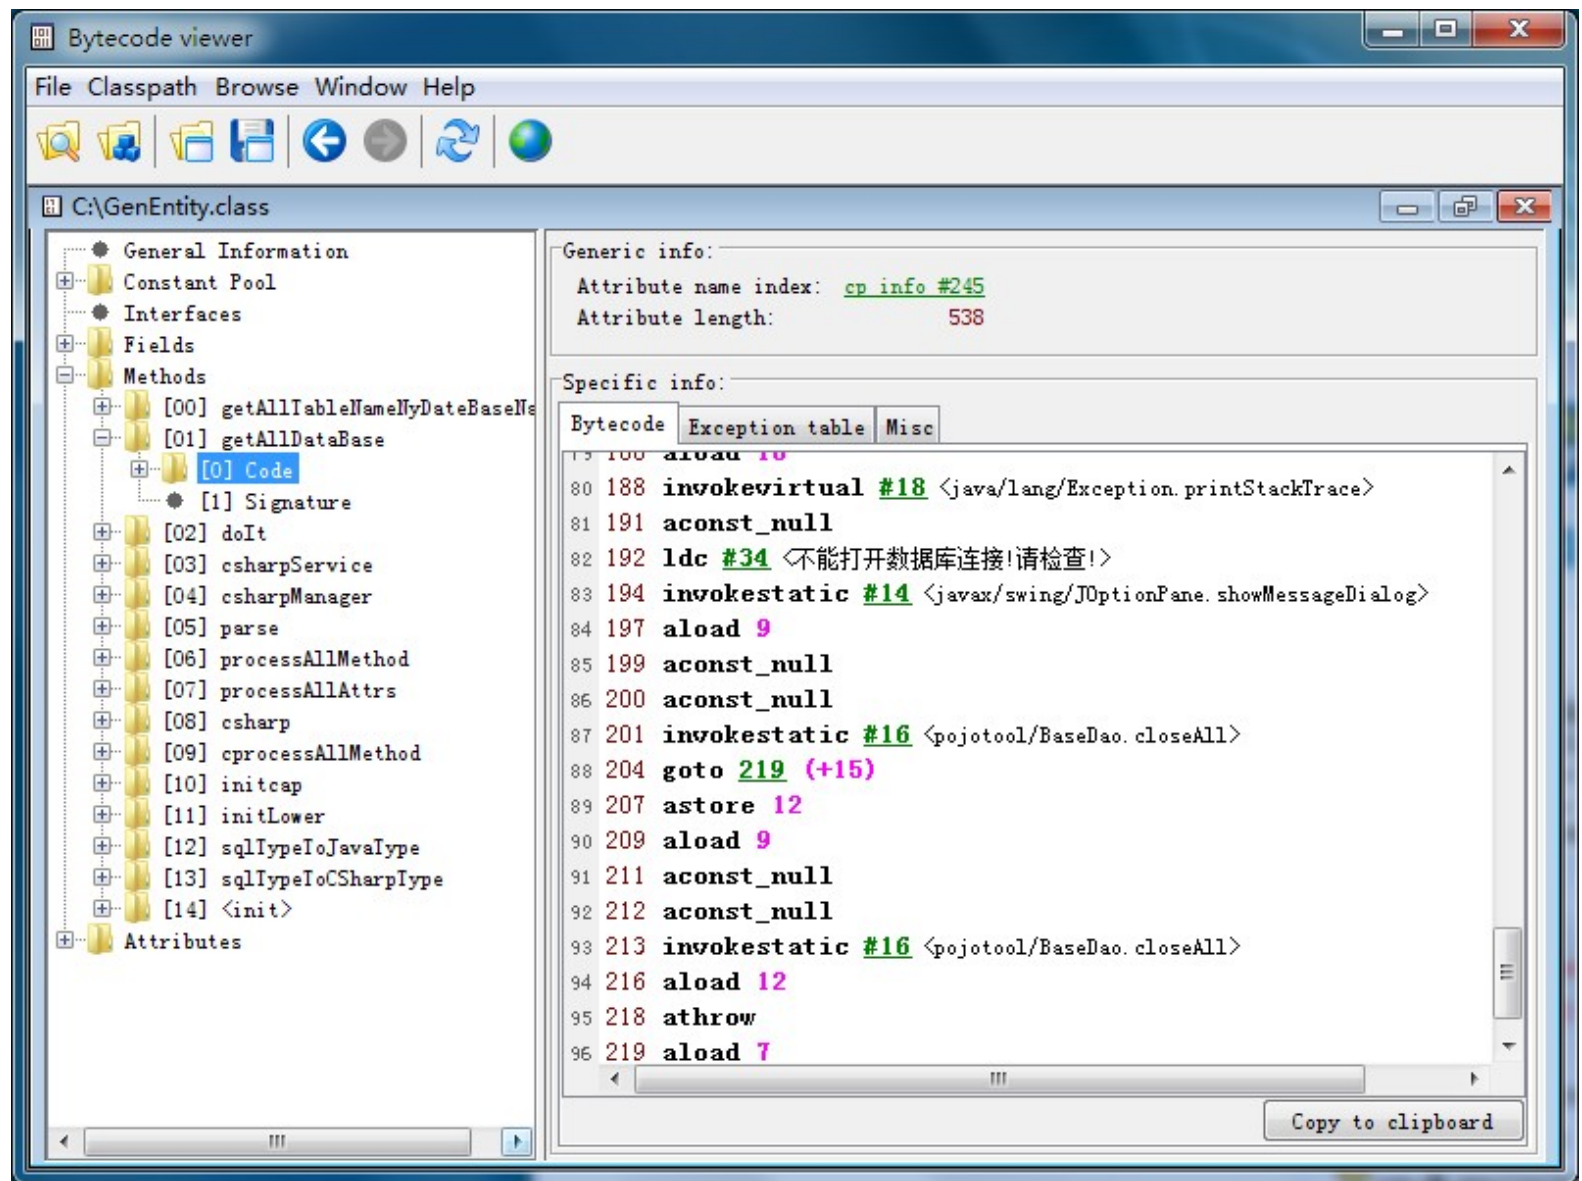 Bytecode viewer
File Classpath Browse Window Help
C:\GenEntity.class
General Information
Constant Pool
Interfaces
Fields
Methods
[00] getAllTableNameNyDateBaseNa
[01] getAllDataBase
[0] Code
[1] Signature
[02] doIt
[03] csharpService
[04] csharpManager
[05] parse
[06] processAllMethod
[07] processAllAttrs
[08] csharp
[09] cprocessAllMethod
[10] initcap
[11] initLower
[12] sqlTypeToJavaType
[13] sqlTypeToCSharpType
[14] <init>
Attributes
Generic info:
Attribute name index: cp info #245
Attribute length: 538
Specific info:
Bytecode Exception table Misc
80 188 invokevirtual #18 <java/lang/Exception.printStackTrace>
81 191 aconst_null
82 192 ldc #34 <不能打开数据库连接!请检查!>
83 194 invokestatic #14 <javax/swing/JOptionPane.showMessageDialog>
84 197 aload 9
85 199 aconst_null
86 200 aconst_null
87 201 invokestatic #16 <pojotool/BaseDao.closeAll>
88 204 goto 219 (+15)
89 207 astore 12
90 209 aload 9
91 211 aconst_null
92 212 aconst_null
93 213 invokestatic #16 <pojotool/BaseDao.closeAll>
94 216 aload 12
95 218 athrow
96 219 aload 7
Copy to clipboard